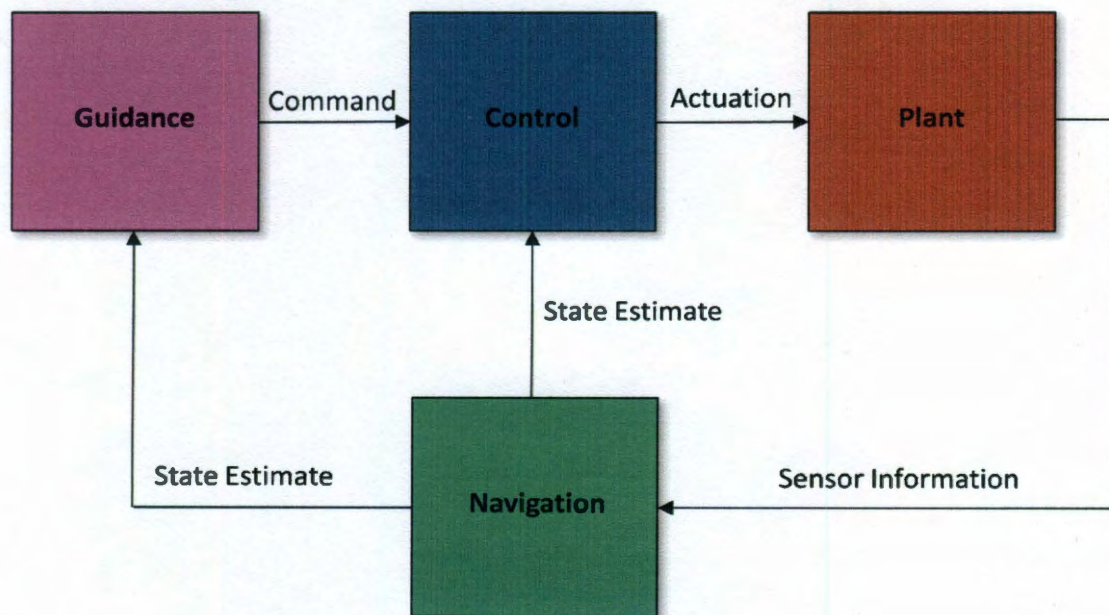 Guidance
Command
Control
Actuation
Plant
State Estimate
State Estimate
Navigation
Sensor Information